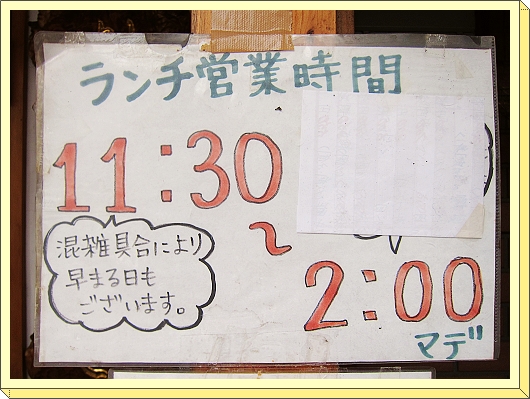 ランチ営業時間
11:30
〜
2:00
マデ
混雑具合により
早まる日も
ございます。